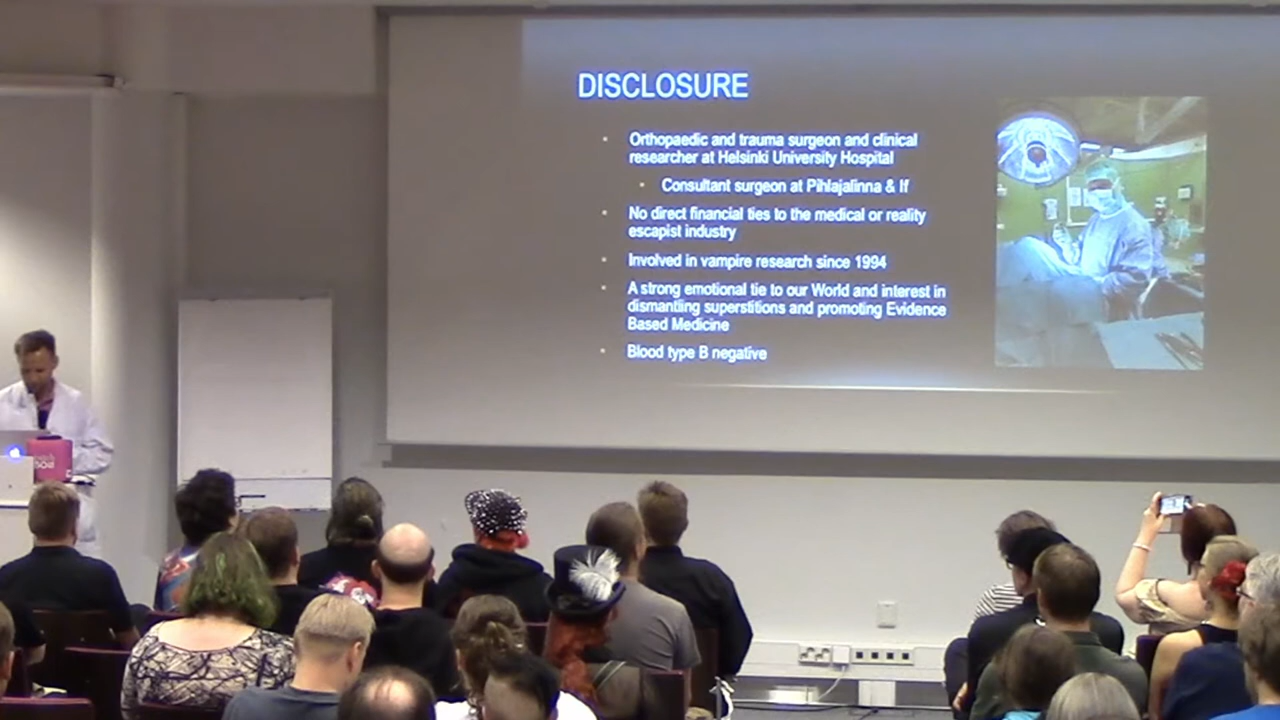 DISCLOSURE
Orthopaedic and trauma surgeon and clinical
researcher at Helsinki University Hospital
Consultant surgeon at Pihlajalinna & If
No direct financial ties to the medical or reality
escapist industry
Involved in vampire research since 1994
A strong emotional tie to our World and interest in
dismantling superstitions and promoting Evidence
Based Medicine
Blood type B negative